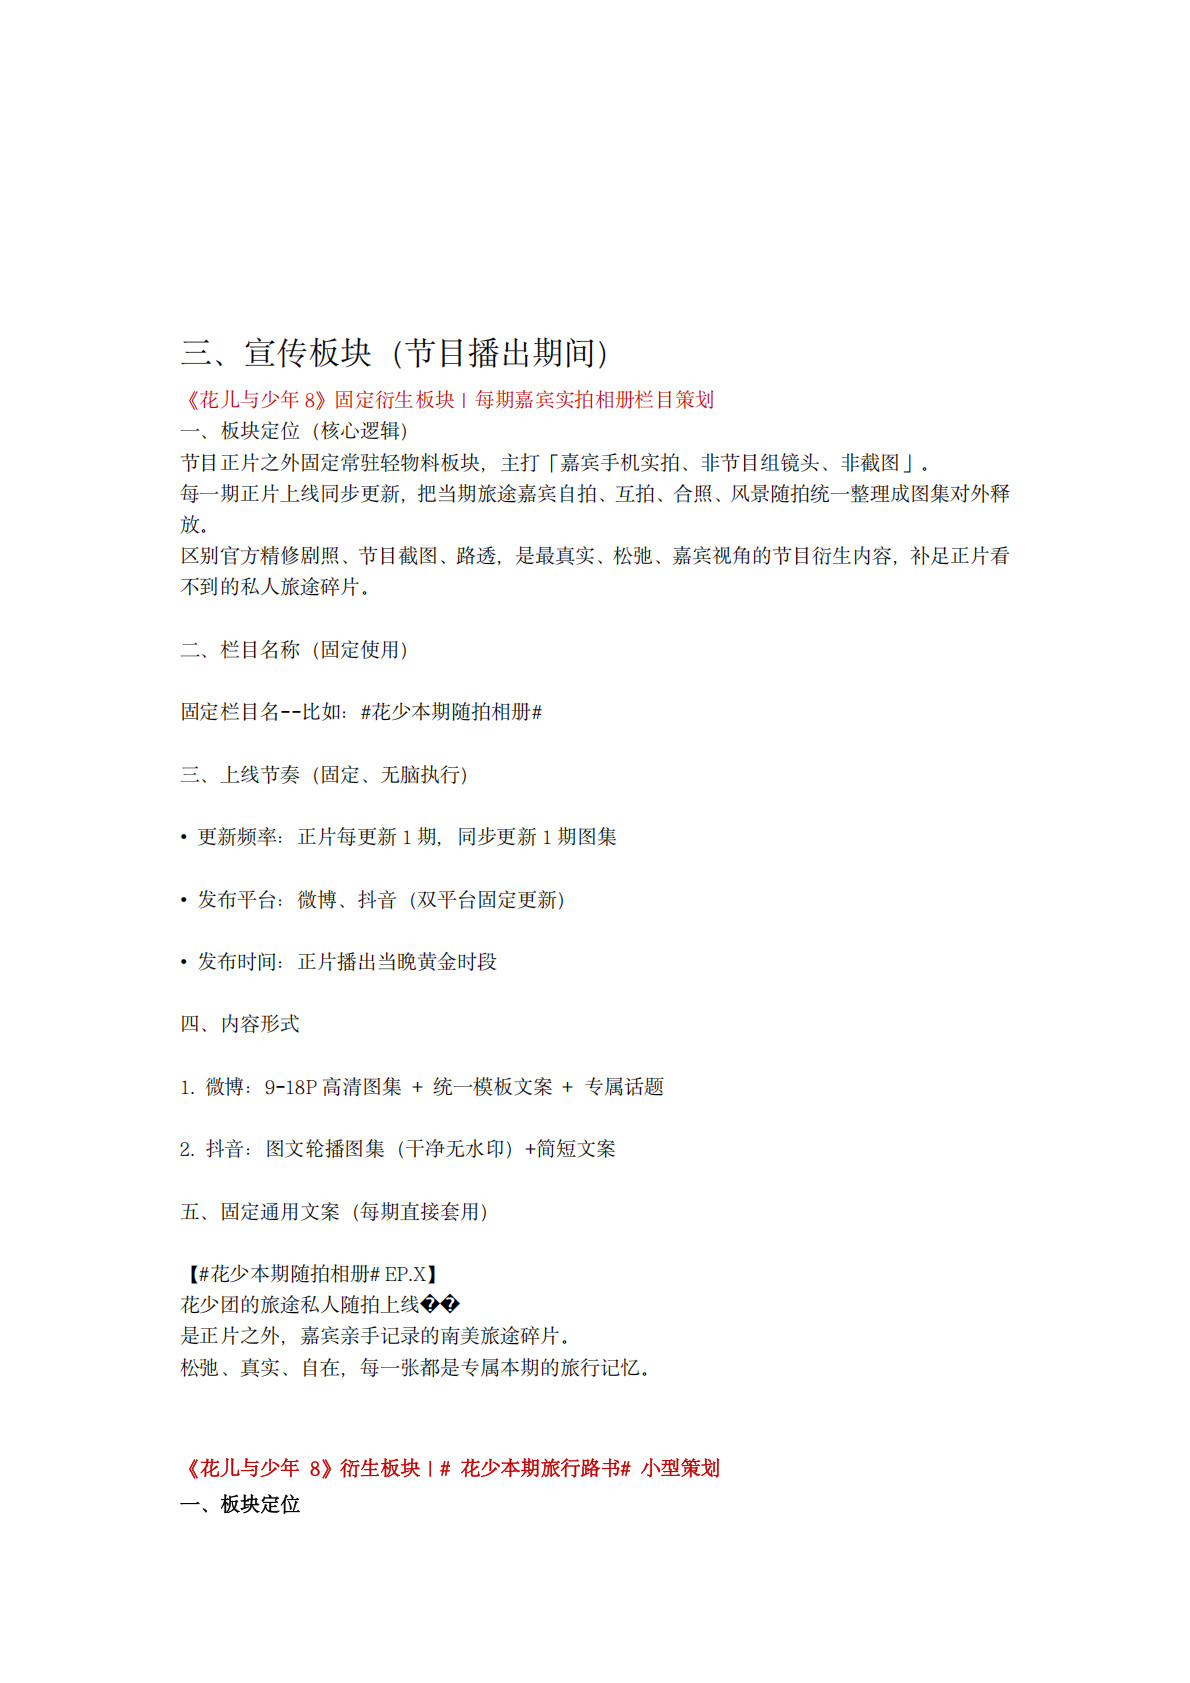 三、宣传板块（节目播出期间）
《花儿与少年 8》固定衍生板块 | 每期嘉宾实拍相册栏目策划
一、板块定位（核心逻辑）
节目正片之外固定常驻轻物料板块，主打「嘉宾手机实拍、非节目组镜头、非截图」。
每一期正片上线同步更新，把当期旅途嘉宾自拍、互拍、合照、风景随拍统一整理成图集对外释
放。
区别官方精修剧照、节目截图、路透，是最真实、松弛、嘉宾视角的节目衍生内容，补足正片看
不到的私人旅途碎片。
二、栏目名称（固定使用）
固定栏目名--比如：#花少本期随拍相册#
三、上线节奏（固定、无脑执行）
• 更新频率：正片每更新 1 期，同步更新 1 期图集
• 发布平台：微博、抖音（双平台固定更新）
• 发布时间：正片播出当晚黄金时段
四、内容形式
1. 微博：9-18P 高清图集 + 统一模板文案 + 专属话题
2. 抖音：图文轮播图集（干净无水印）+简短文案
五、固定通用文案（每期直接套用）
【#花少本期随拍相册# EP.X】
花少团的旅途私人随拍上线��
是正片之外，嘉宾亲手记录的南美旅途碎片。
松弛、真实、自在，每一张都是专属本期的旅行记忆。
《花儿与少年 8》衍生板块 | # 花少本期旅行路书# 小型策划
一、板块定位